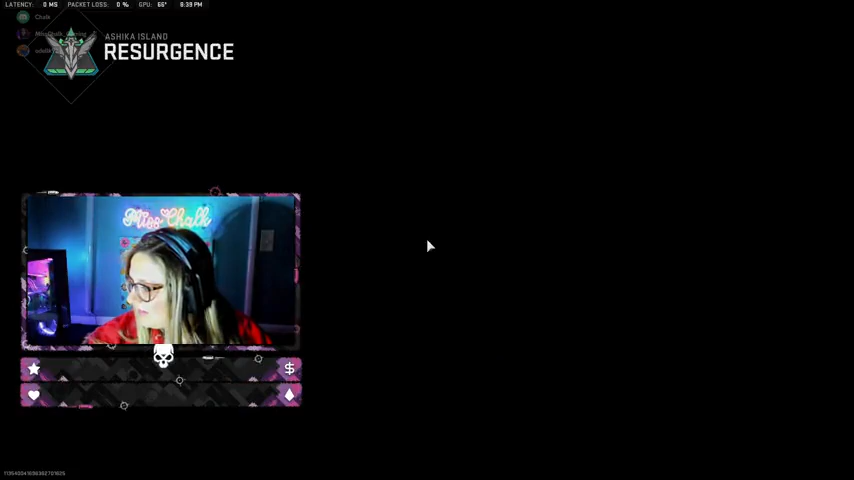 LATENCY: 0 MS PACKET LOSS: 0 % GPU: 66° 8:39 PM
Chalk
ASHIKA ISLAND
RESURGENCE
Miss Chalk
$